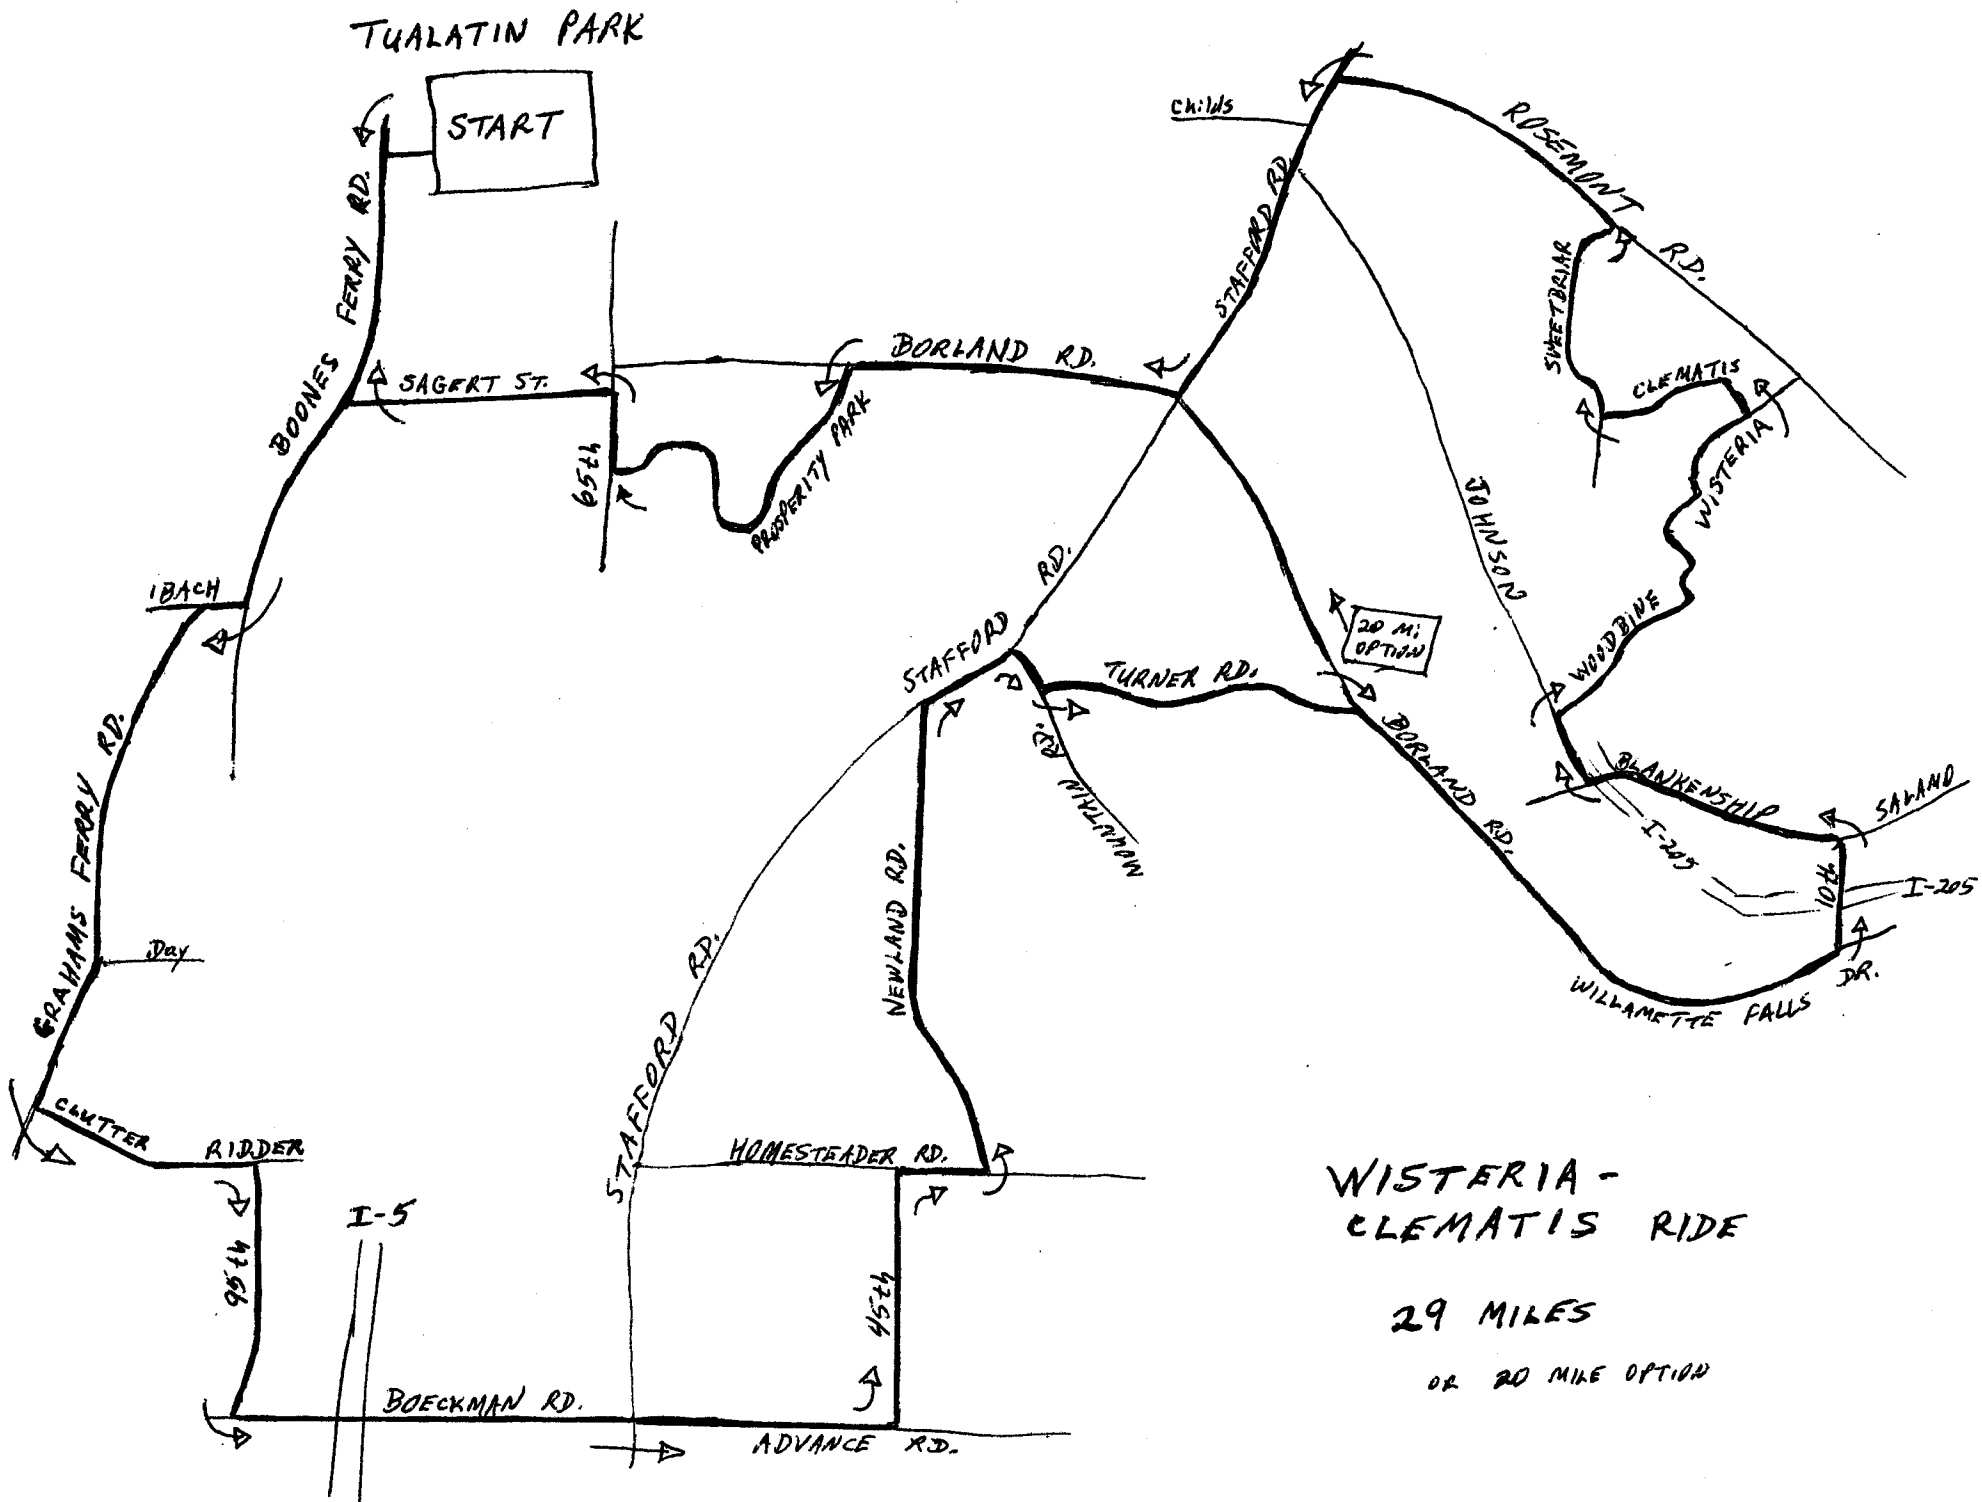 TUALATIN PARK
START
BOONES FERRY RD.
SAGERT ST.
65th
PROSPERITY PARK
BORLAND RD.
STAFFORD RD.
Childs
ROSEMONT RD.
SWEETBRIAR
CLEMATIS
WISTERIA
WOODBINE
JOHNSON
20 Mi
OPTION
IBACH
GRAHAMS FERRY RD.
Day
CLUTTER
RIDDER
95th
I-5
BOECKMAN RD.
ADVANCE RD.
45th
HOMESTEADER RD.
NEWLAND RD.
STAFFORD RD.
STAFFORD RD.
MOUNTAIN RD.
TURNER RD.
BORLAND RD.
WILLAMETTE FALLS DR.
10th
I-205
I-205
BLANKENSHIP
SALAMO
WISTERIA -
CLEMATIS RIDE
29 MILES
OR 20 MILE OPTION